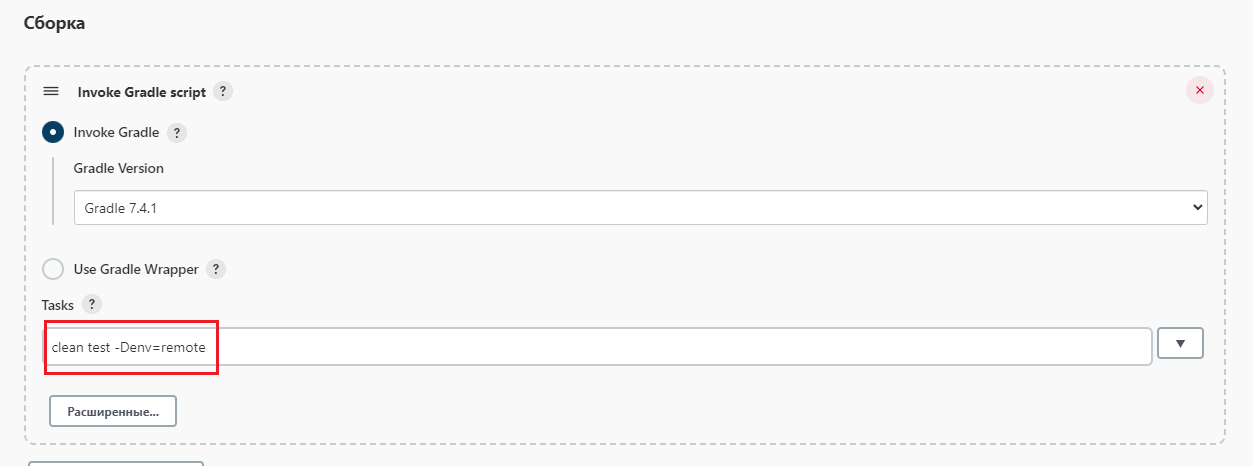 Сборка
Invoke Gradle script ?
Invoke Gradle ?
Gradle Version
Gradle 7.4.1
Use Gradle Wrapper ?
Tasks ?
clean test -Denv=remote
Расширенные...